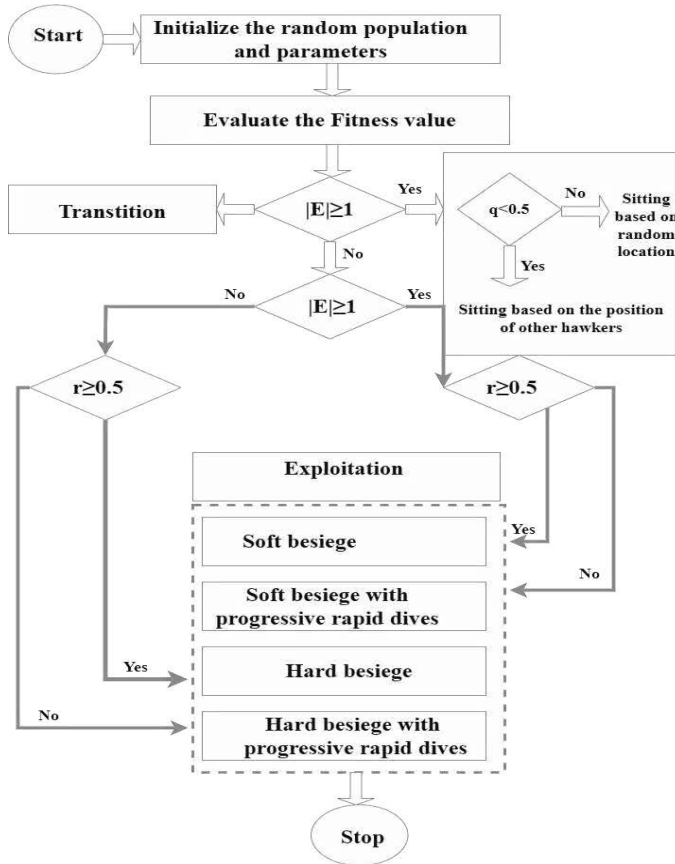 Start
Initialize the random population
and parameters
Evaluate the Fitness value
Transtition
|E|≥1
Yes
q<0.5
No
Sitting
based on
random
location
Yes
Sitting based on the position
of other hawkers
No
|E|≥1
No
Yes
r≥0.5
r≥0.5
Exploitation
Soft besiege
Yes
Soft besiege with
progressive rapid dives
No
Hard besiege
Yes
Hard besiege with
progressive rapid dives
No
Stop